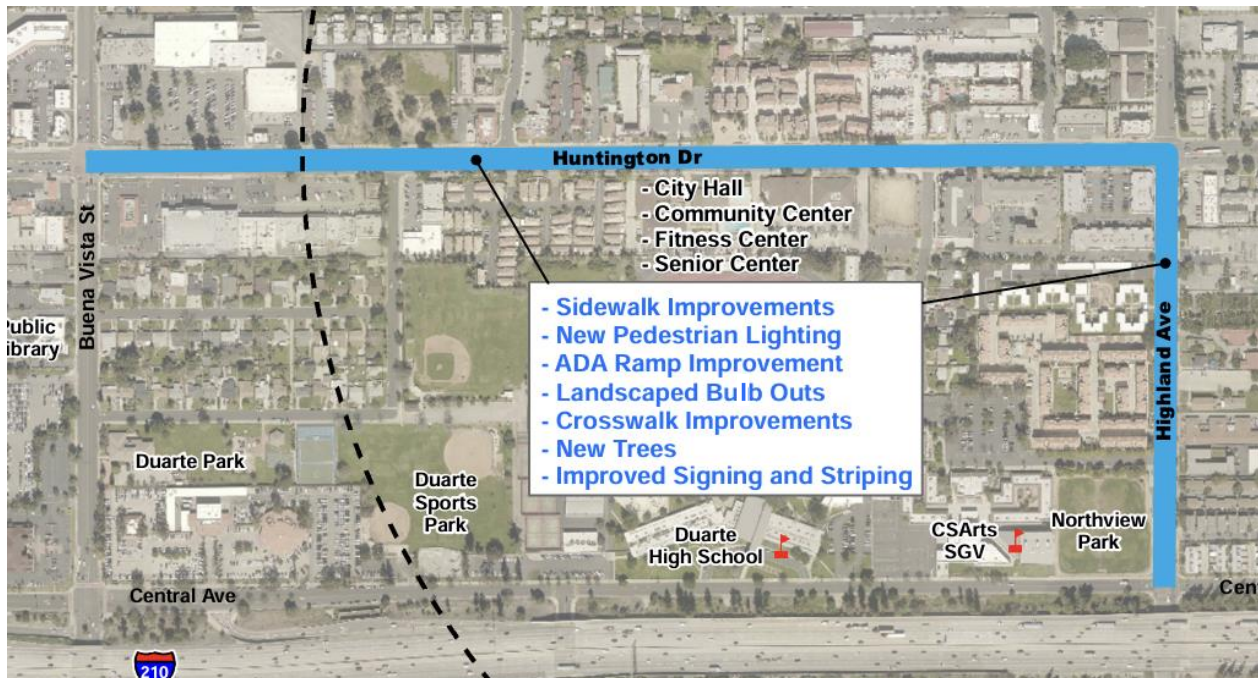 Huntington Dr
- City Hall
- Community Center
- Fitness Center
- Senior Center
Buena Vista St
Public
Library
- Sidewalk Improvements
- New Pedestrian Lighting
- ADA Ramp Improvement
- Landscaped Bulb Outs
- Crosswalk Improvements
- New Trees
- Improved Signing and Striping
Highland Ave
Duarte Park
Duarte
Sports
Park
Duarte
High School
CSArts
SGV
Northview
Park
Central Ave
Cen
210